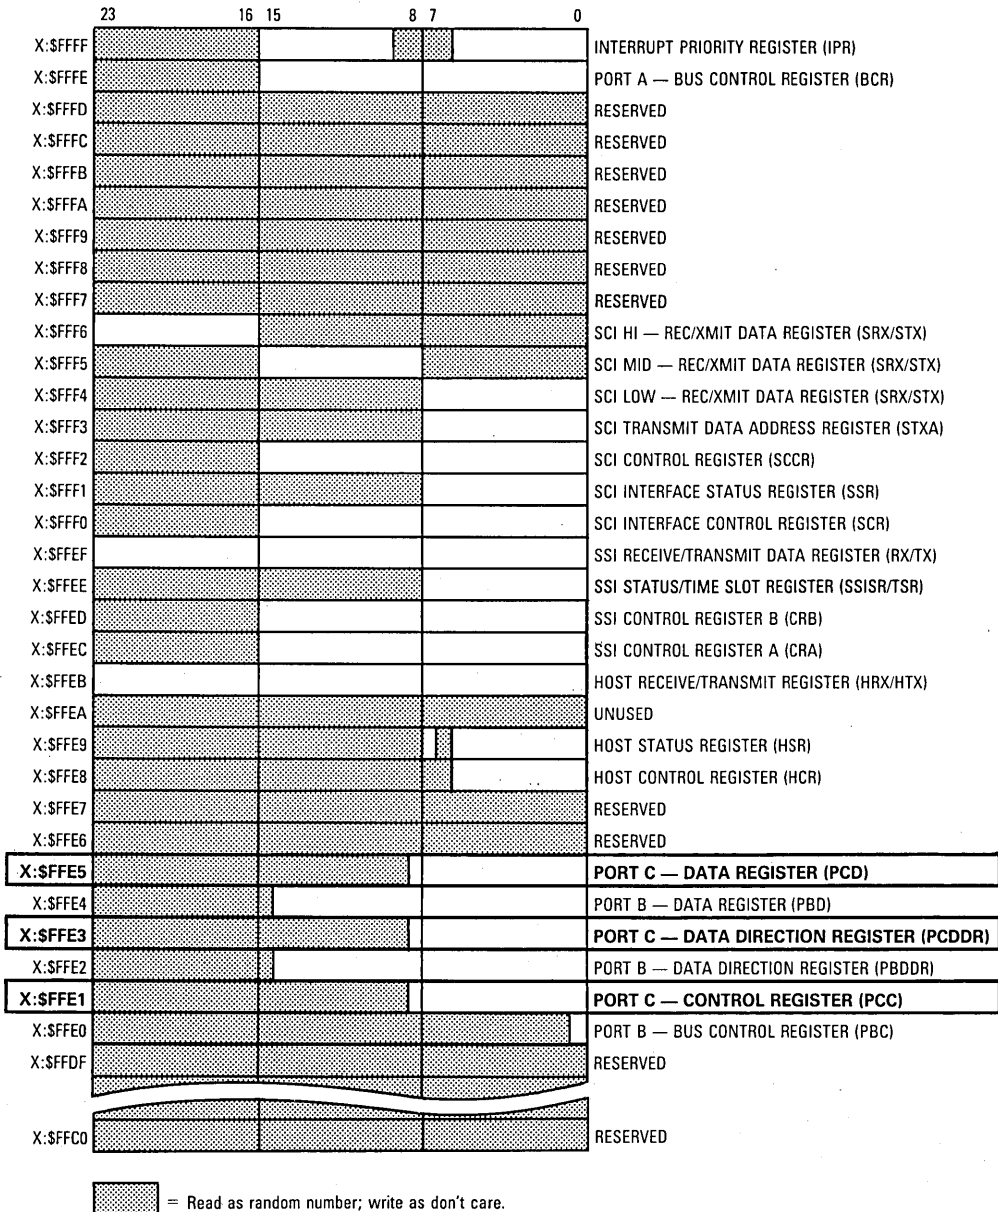 23 16 15 8 7 0
X:$FFFF INTERRUPT PRIORITY REGISTER (IPR)
X:$FFFE PORT A — BUS CONTROL REGISTER (BCR)
X:$FFFD RESERVED
X:$FFFC RESERVED
X:$FFFB RESERVED
X:$FFFA RESERVED
X:$FFF9 RESERVED
X:$FFF8 RESERVED
X:$FFF7 RESERVED
X:$FFF6 SCI HI — REC/XMIT DATA REGISTER (SRX/STX)
X:$FFF5 SCI MID — REC/XMIT DATA REGISTER (SRX/STX)
X:$FFF4 SCI LOW — REC/XMIT DATA REGISTER (SRX/STX)
X:$FFF3 SCI TRANSMIT DATA ADDRESS REGISTER (STXA)
X:$FFF2 SCI CONTROL REGISTER (SCCR)
X:$FFF1 SCI INTERFACE STATUS REGISTER (SSR)
X:$FFF0 SCI INTERFACE CONTROL REGISTER (SCR)
X:$FFEF SSI RECEIVE/TRANSMIT DATA REGISTER (RX/TX)
X:$FFEE SSI STATUS/TIME SLOT REGISTER (SSISR/TSR)
X:$FFED SSI CONTROL REGISTER B (CRB)
X:$FFEC SSI CONTROL REGISTER A (CRA)
X:$FFEB HOST RECEIVE/TRANSMIT REGISTER (HRX/HTX)
X:$FFEA UNUSED
X:$FFE9 HOST STATUS REGISTER (HSR)
X:$FFE8 HOST CONTROL REGISTER (HCR)
X:$FFE7 RESERVED
X:$FFE6 RESERVED
X:$FFE5 PORT C — DATA REGISTER (PCD)
X:$FFE4 PORT B — DATA REGISTER (PBD)
X:$FFE3 PORT C — DATA DIRECTION REGISTER (PCDDR)
X:$FFE2 PORT B — DATA DIRECTION REGISTER (PBDDR)
X:$FFE1 PORT C — CONTROL REGISTER (PCC)
X:$FFE0 PORT B — BUS CONTROL REGISTER (PBC)
X:$FFDF RESERVED
X:$FFC0 RESERVED
= Read as random number; write as don't care.